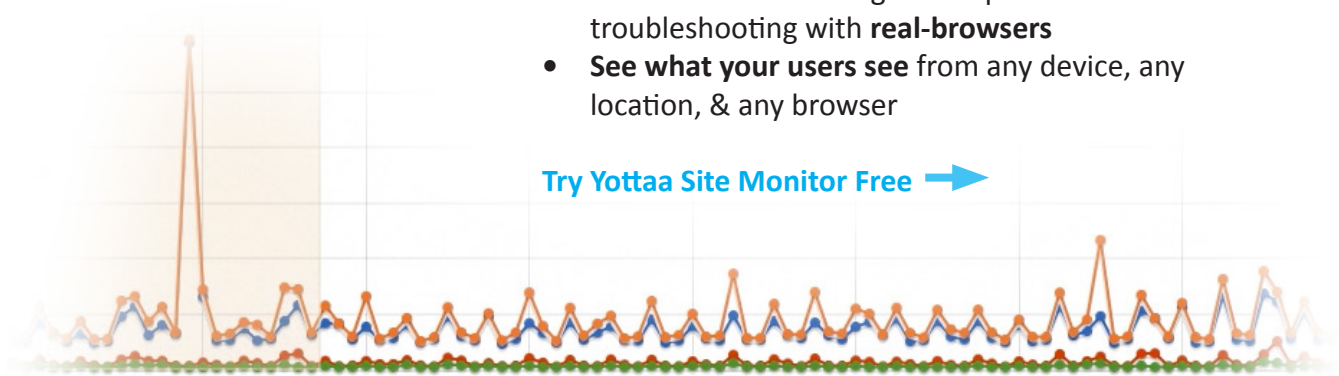 troubleshooting with real-browsers
• See what your users see from any device, any
location, & any browser
Try Yottaa Site Monitor Free